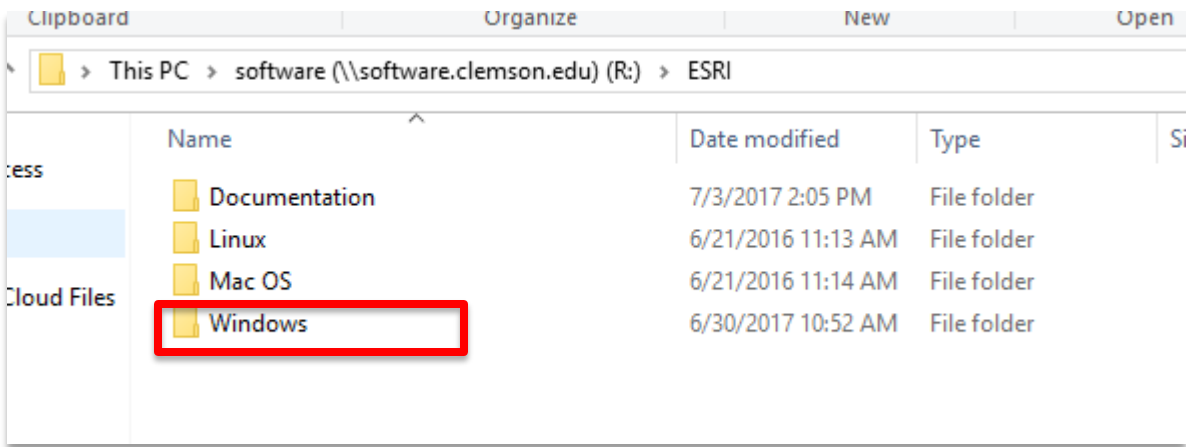 Clipboard Organize New Open
This PC > software (\\software.clemson.edu) (R:) > ESRI
Name Date modified Type Si
cess
Documentation 7/3/2017 2:05 PM File folder
Linux 6/21/2016 11:13 AM File folder
Mac OS 6/21/2016 11:14 AM File folder
Cloud Files
Windows 6/30/2017 10:52 AM File folder